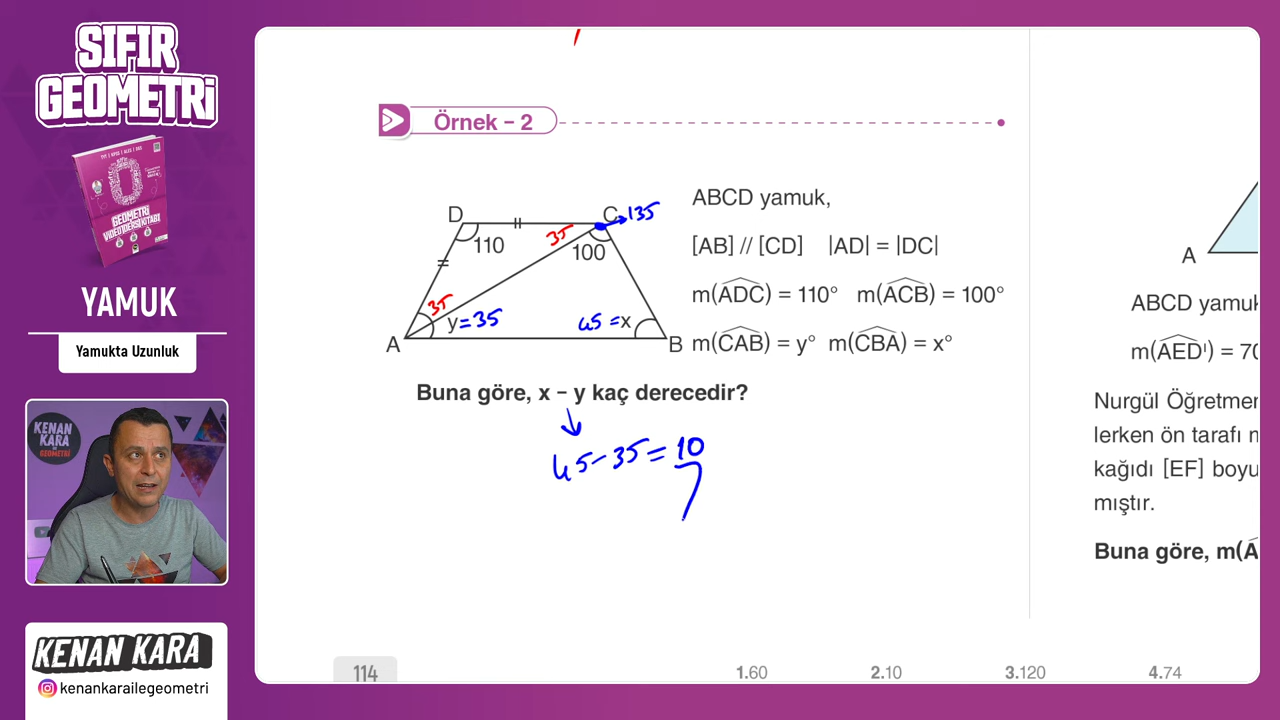 SIFIR
GEOMETRİ
GEOMETRİ
VİDEO DERS KİTABI
YAMUK
Yamukta Uzunluk
KENAN
KARA
GEOMETRİ
KENAN KARA
kenankarailegeometri
Örnek - 2
D
C
135
110
35
100
35
y = 35
45 = x
A
B
ABCD yamuk,
[AB] // [CD] |AD| = |DC|
m(ADC) = 110° m(ACB) = 100°
m(CAB) = y° m(CBA) = x°
Buna göre, x - y kaç derecedir?
45 - 35 = 10
114
1.60 2.10 3.120 4.74
A
ABCD yamuk
m(AED') = 70
Nurgül Öğretmen
lerken ön tarafı m
kağıdı [EF] boyu
mıştır.
Buna göre, m(A